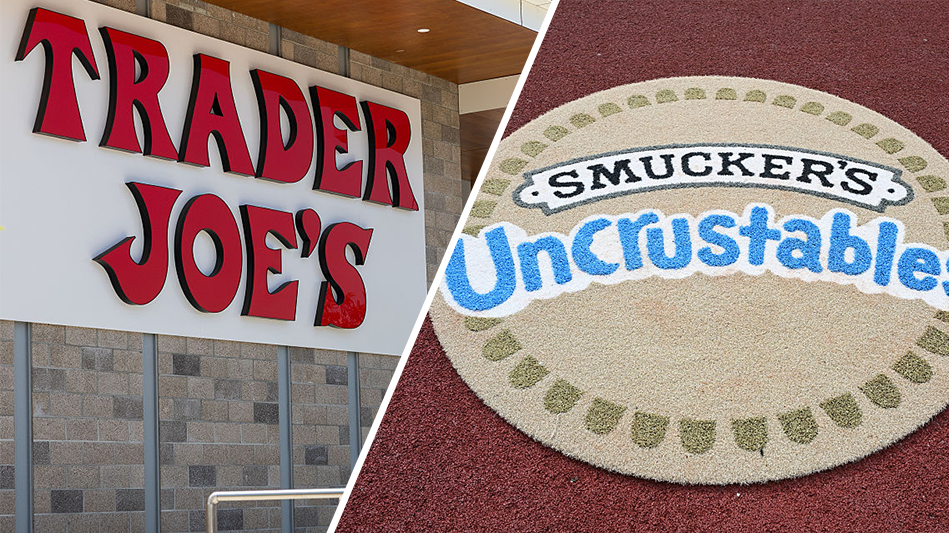 TRADER
JOE'S
SMUCKER'S
Uncrustables